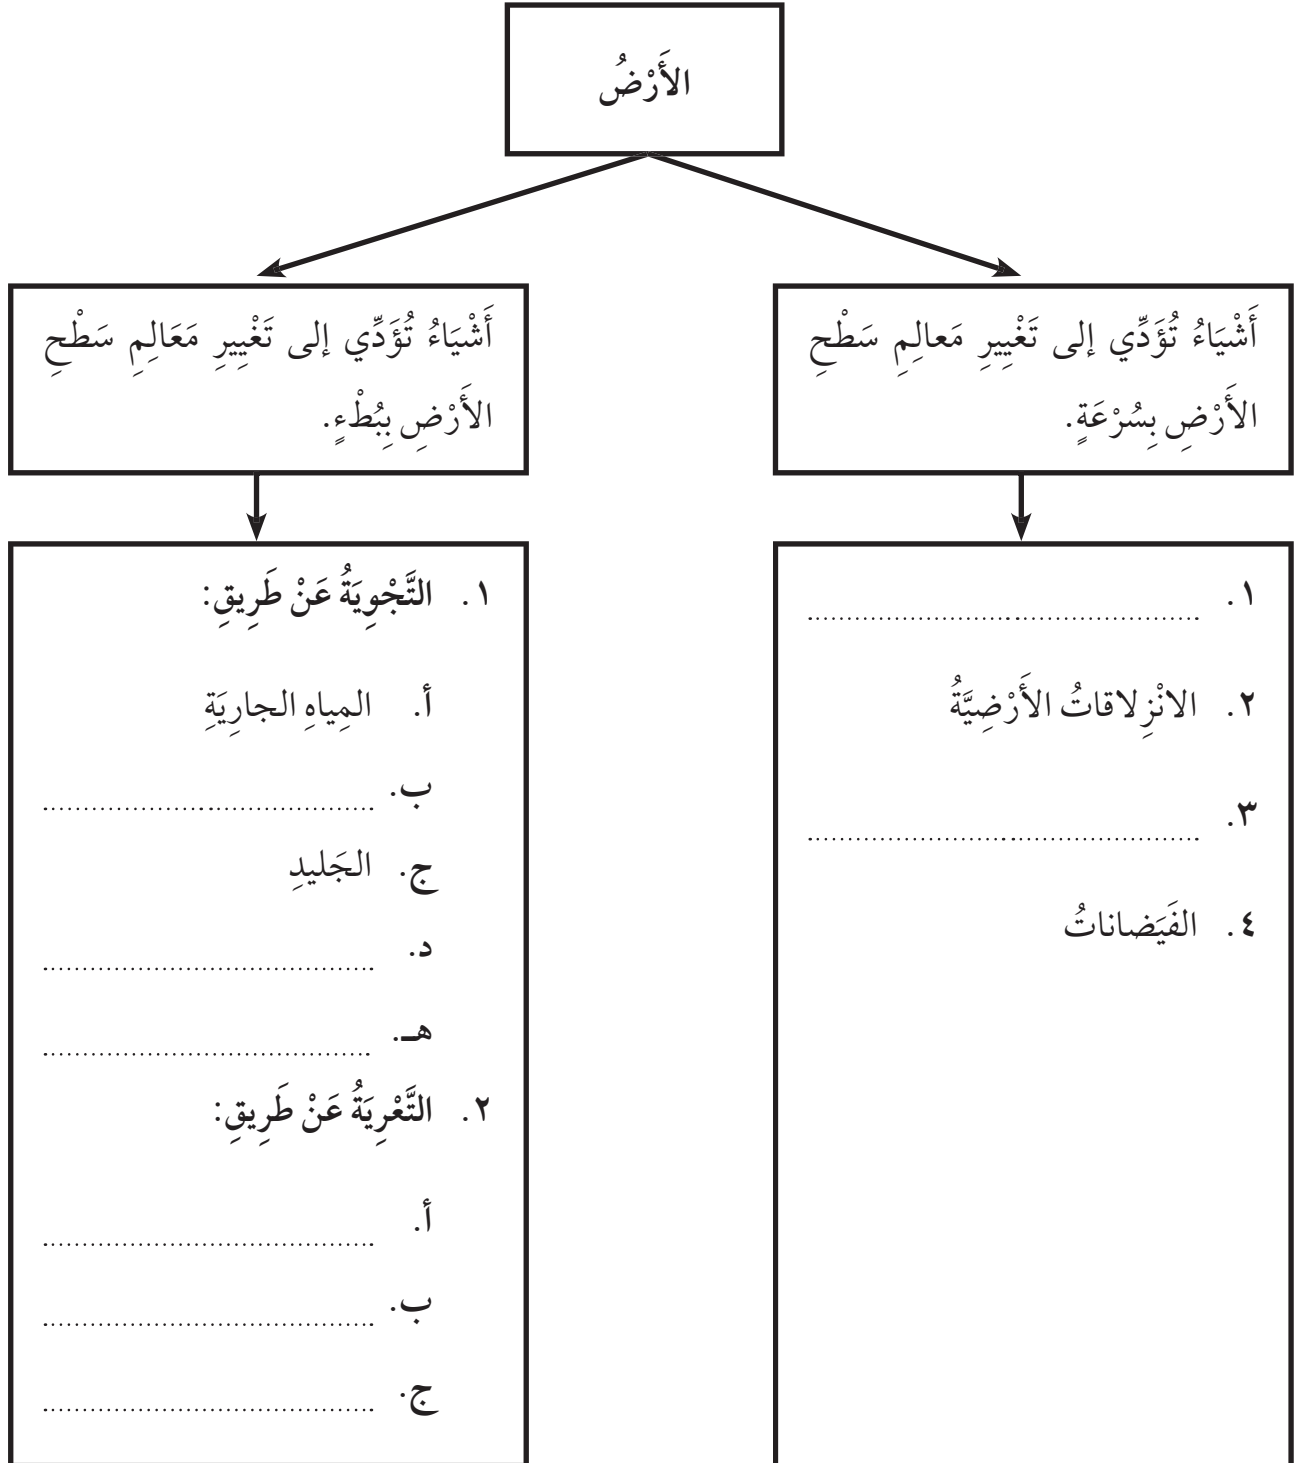 الأَرْضُ
أَشْيَاءُ تُؤَدِّي إلى تَغْيِيرِ مَعالِمِ سَطْحِ
الأَرْضِ بِسُرْعَةٍ.
١. ......................................................
٢. الانْزِلاقاتُ الأَرْضِيَّةُ
٣. ......................................................
٤. الفَيَضاناتُ
أَشْيَاءُ تُؤَدِّي إلى تَغْيِيرِ مَعَالِمِ سَطْحِ
الأَرْضِ بِبُطْءٍ.
١. التَّجْوِيَةُ عَنْ طَرِيقِ:
أ. المِياهِ الجارِيَةِ
ب. .............................................
ج. الجَليدِ
د. .............................................
هـ. .............................................
٢. التَّعْرِيَةُ عَنْ طَرِيقِ:
أ. .............................................
ب. .............................................
ج. .............................................